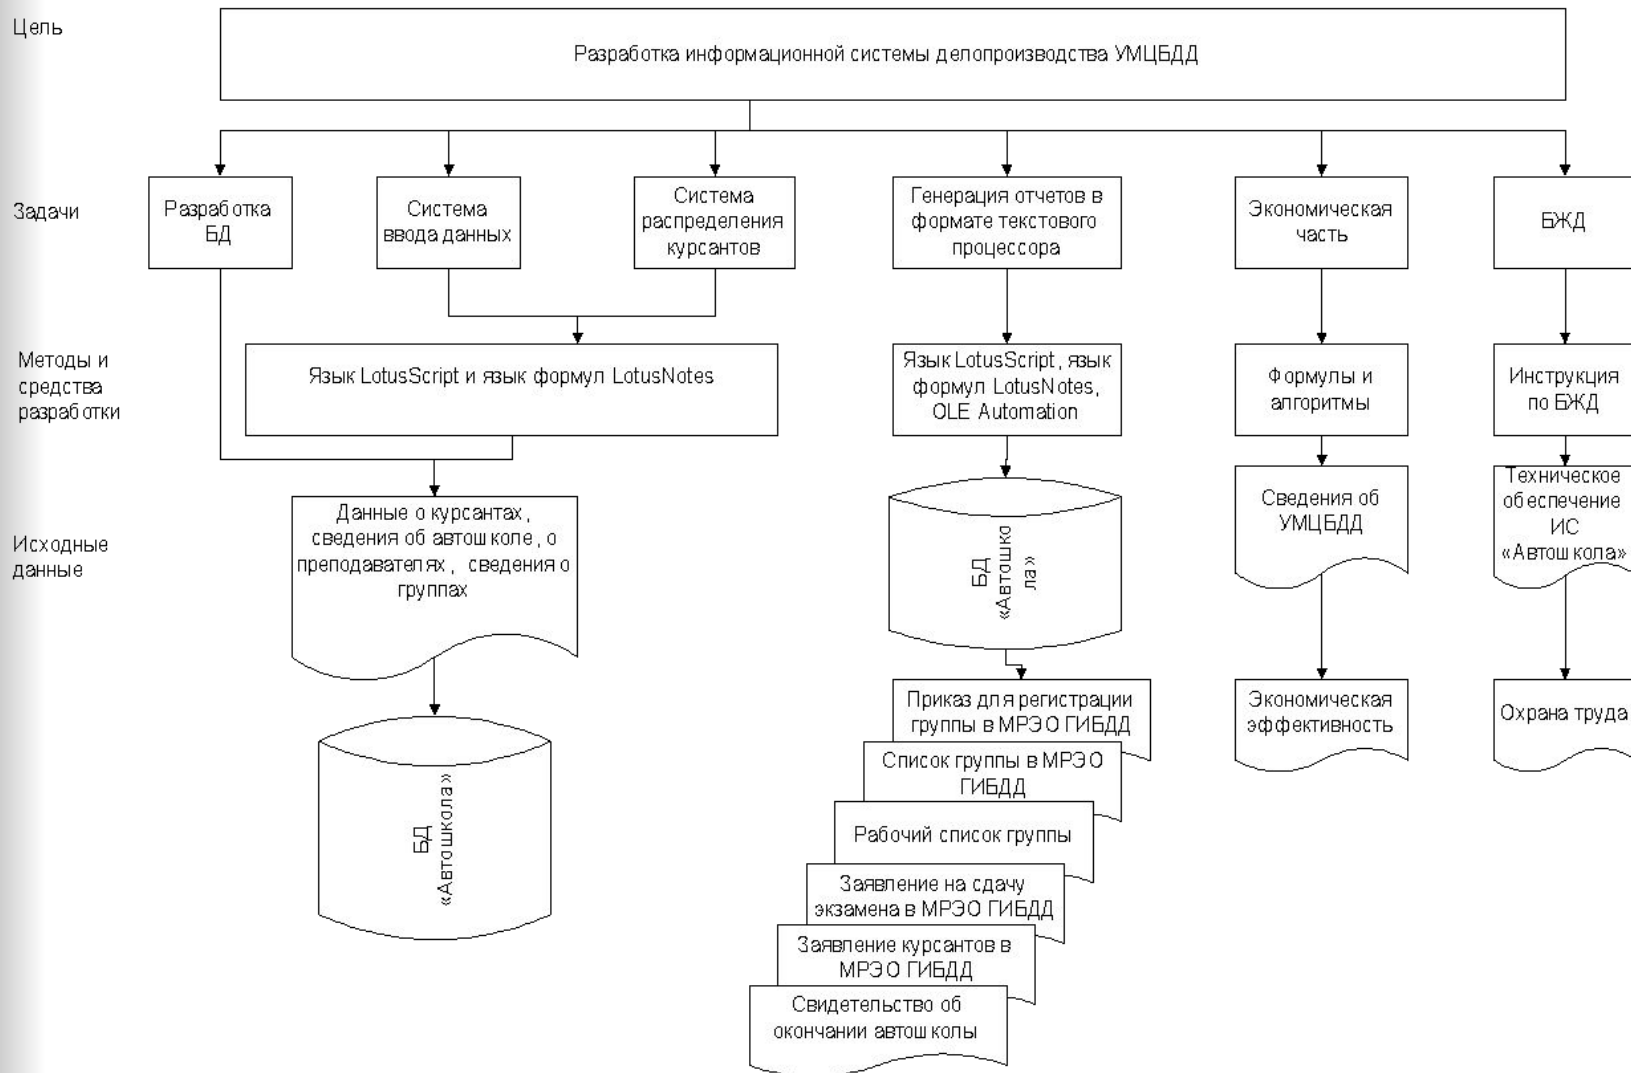 Цель
Разработка информационной системы делопроизводства УМЦБДД
Задачи
Разработка
БД
Система
ввода данных
Система
распределения
курсантов
Генерация отчетов в
формате текстового
процессора
Экономическая
часть
БЖД
Методы и
средства
разработки
Язык LotusScript и язык формул LotusNotes
Язык LotusScript, язык
формул LotusNotes,
OLE Automation
Формулы и
алгоритмы
Инструкция
по БЖД
Исходные
данные
Данные о курсантах,
сведения об автошколе, о
преподавателях, сведения о
группах
БД
«Автошко
ла»
Сведения об
УМЦБДД
Техническое
обеспечение
ИС
«Автошкола»
БД
«Автошкола»
Приказ для регистрации
группы в МРЭО ГИБДД
Список группы в МРЭО
ГИБДД
Рабочий список группы
Заявление на сдачу
экзамена в МРЭО ГИБДД
Заявление курсантов в
МРЭО ГИБДД
Свидетельство об
окончании автошколы
Экономическая
эффективность
Охрана труда